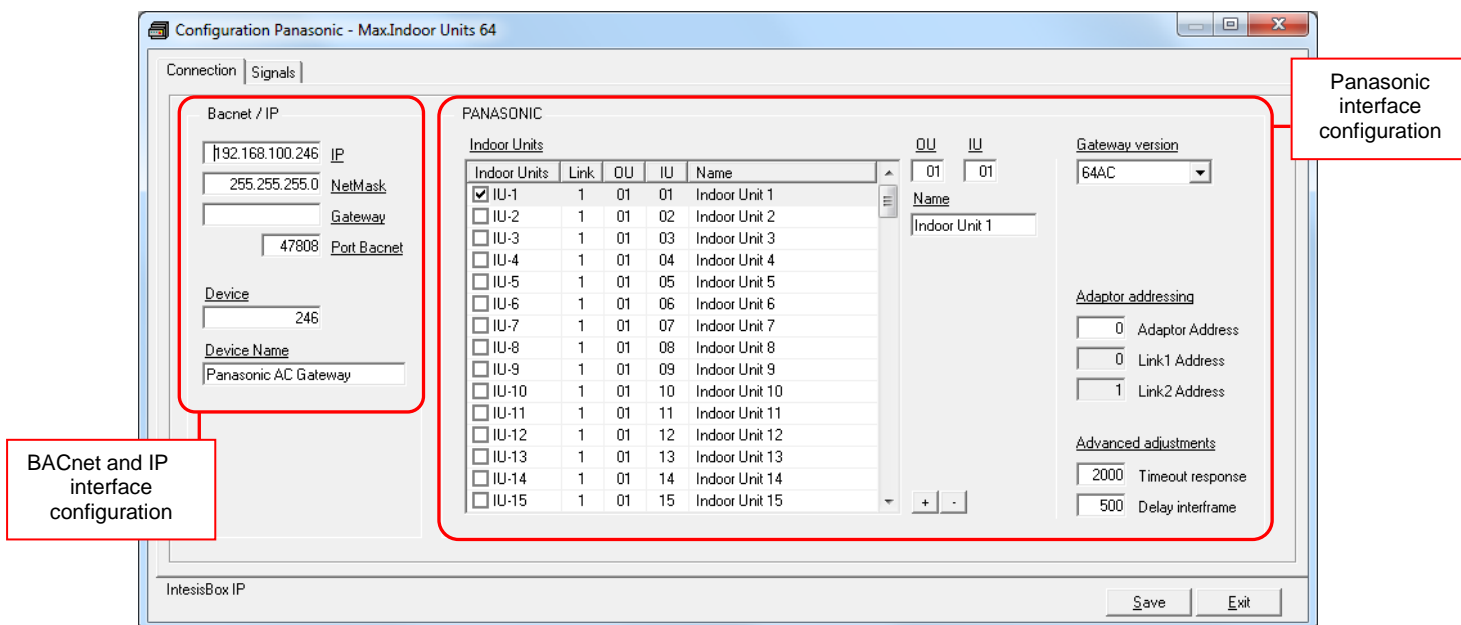 Configuration Panasonic - Max.Indoor Units 64
Connection
Signals
Bacnet / IP
192.168.100.246 IP
255.255.255.0 NetMask
Gateway
47808 Port Bacnet
Device
246
Device Name
Panasonic AC Gateway
BACnet and IP
interface
configuration
PANASONIC
Indoor Units
Indoor Units Link OU IU Name
IU-1 1 01 01 Indoor Unit 1
IU-2 1 01 02 Indoor Unit 2
IU-3 1 01 03 Indoor Unit 3
IU-4 1 01 04 Indoor Unit 4
IU-5 1 01 05 Indoor Unit 5
IU-6 1 01 06 Indoor Unit 6
IU-7 1 01 07 Indoor Unit 7
IU-8 1 01 08 Indoor Unit 8
IU-9 1 01 09 Indoor Unit 9
IU-10 1 01 10 Indoor Unit 10
IU-11 1 01 11 Indoor Unit 11
IU-12 1 01 12 Indoor Unit 12
IU-13 1 01 13 Indoor Unit 13
IU-14 1 01 14 Indoor Unit 14
IU-15 1 01 15 Indoor Unit 15
OU IU
01 01
Name
Indoor Unit 1
+ -
Gateway version
64AC
Adaptor addressing
0 Adaptor Address
0 Link1 Address
1 Link2 Address
Advanced adjustments
2000 Timeout response
500 Delay interframe
Panasonic
interface
configuration
IntesisBox IP
Save
Exit